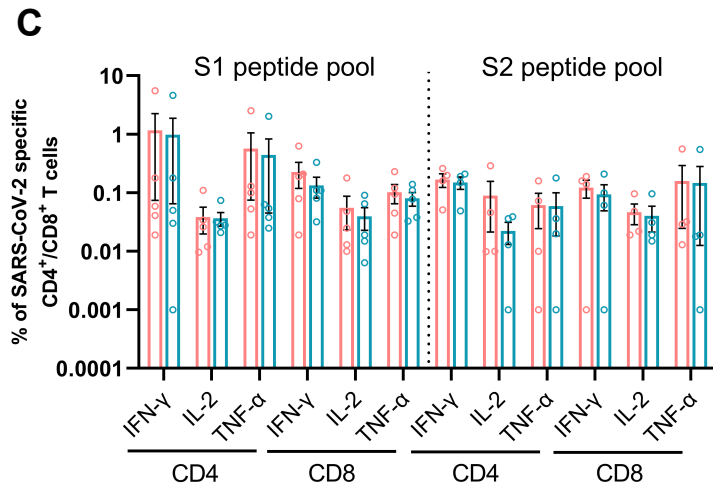 C
S1 peptide pool
S2 peptide pool
% of SARS-CoV-2 specific
CD4⁺/CD8⁺ T cells
10
1
0.1
0.01
0.001
0.0001
IFN-γ
IL-2
TNF-α
IFN-γ
IL-2
TNF-α
IFN-γ
IL-2
TNF-α
IFN-γ
IL-2
TNF-α
CD4
CD8
CD4
CD8